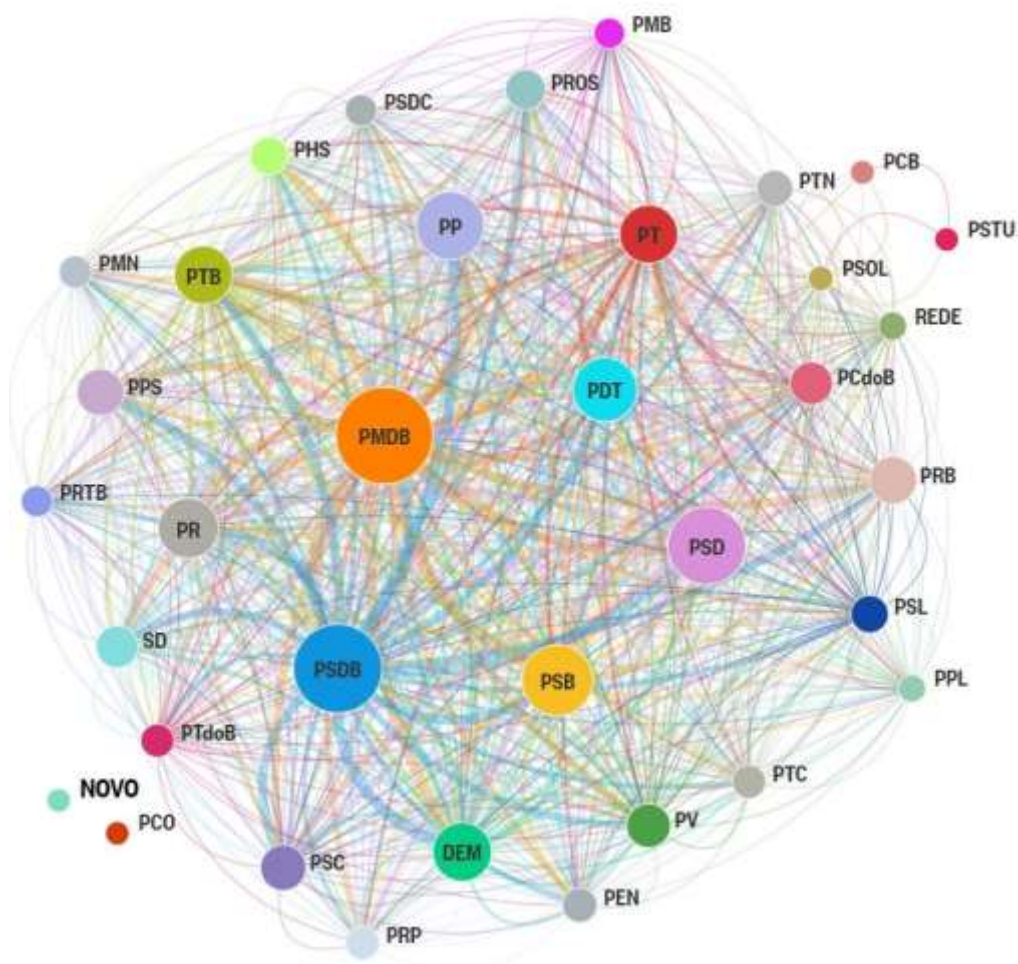 PMB
PROS
PSDC
PHS
PCB
PTN
PP
PT
PSTU
PMN
PTB
PSOL
REDE
PPS
PDT
PCdoB
PMDB
PRB
PRTB
PR
PSD
PSL
SD
PSDB
PSB
PPL
PTdoB
PTC
NOVO
PCO
PV
PSC
DEM
PEN
PRP